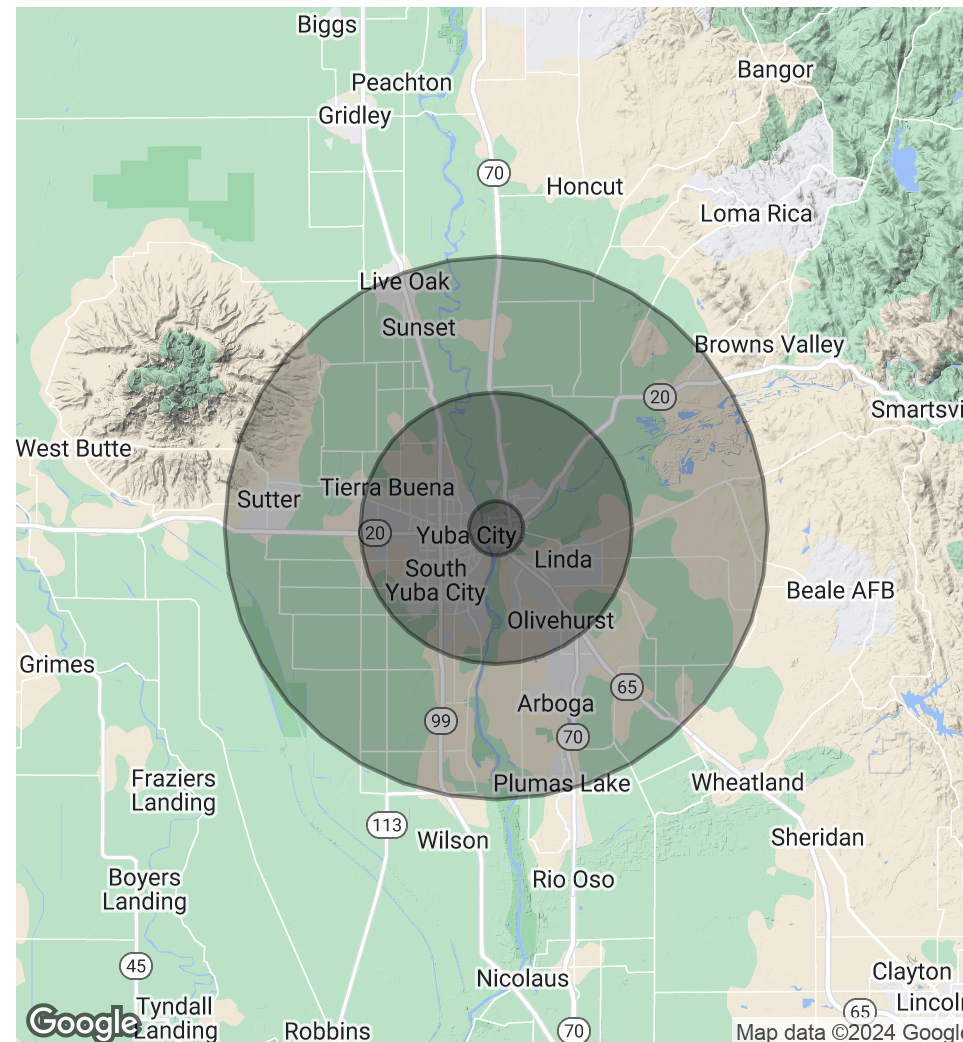 Biggs
Bangor
Peachton
Gridley
70
Honcut
Loma Rica
Live Oak
Sunset
Browns Valley
20
Smartsvi
West Butte
Tierra Buena
Sutter
20
Yuba City
Linda
South
Yuba City
Beale AFB
Olivehurst
Grimes
65
Arboga
99
70
Fraziers
Landing
Plumas Lake
Wheatland
113
Wilson
Sheridan
Boyers
Landing
Rio Oso
45
Nicolaus
Clayton
Lincoln
Tyndall
Landing
65
Google
Robbins
70
Map data ©2024 Google